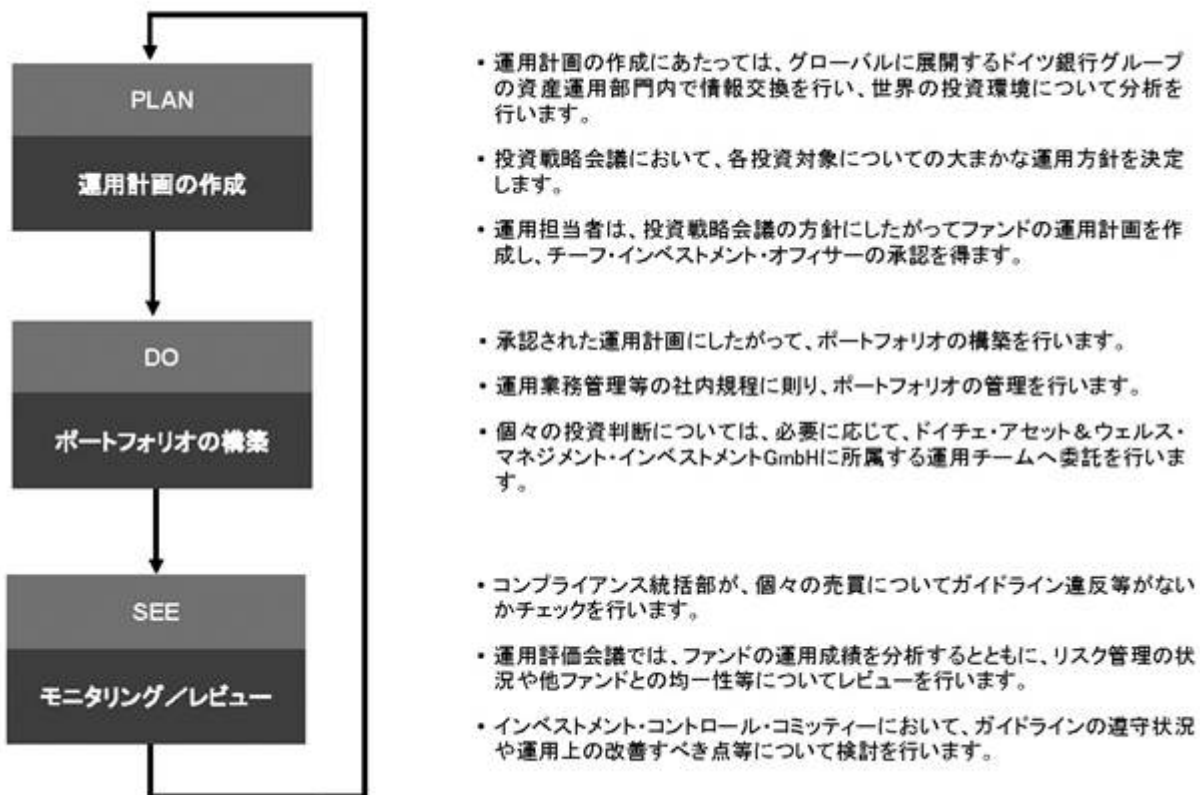 PLAN
運用計画の作成
・運用計画の作成にあたっては、グローバルに展開するドイツ銀行グループ
の資産運用部門内で情報交換を行い、世界の投資環境について分析を
行います。
・投資戦略会議において、各投資対象についての大まかな運用方針を決定
します。
・運用担当者は、投資戦略会議の方針にしたがってファンドの運用計画を作
成し、チーフ・インベストメント・オフィサーの承認を得ます。
DO
ポートフォリオの構築
・承認された運用計画にしたがって、ポートフォリオの構築を行います。
・運用業務管理等の社内規程に則り、ポートフォリオの管理を行います。
・個々の投資判断については、必要に応じて、ドイチェ・アセット＆ウェルス・
マネジメント・インベストメントGmbHに所属する運用チームへ委託を行いま
す。
SEE
モニタリング／レビュー
・コンプライアンス統括部が、個々の売買についてガイドライン違反等がない
かチェックを行います。
・運用評価会議では、ファンドの運用成績を分析するとともに、リスク管理の状
況や他ファンドとの均一性等についてレビューを行います。
・インベストメント・コントロール・コミッティーにおいて、ガイドラインの遵守状況
や運用上の改善すべき点等について検討を行います。